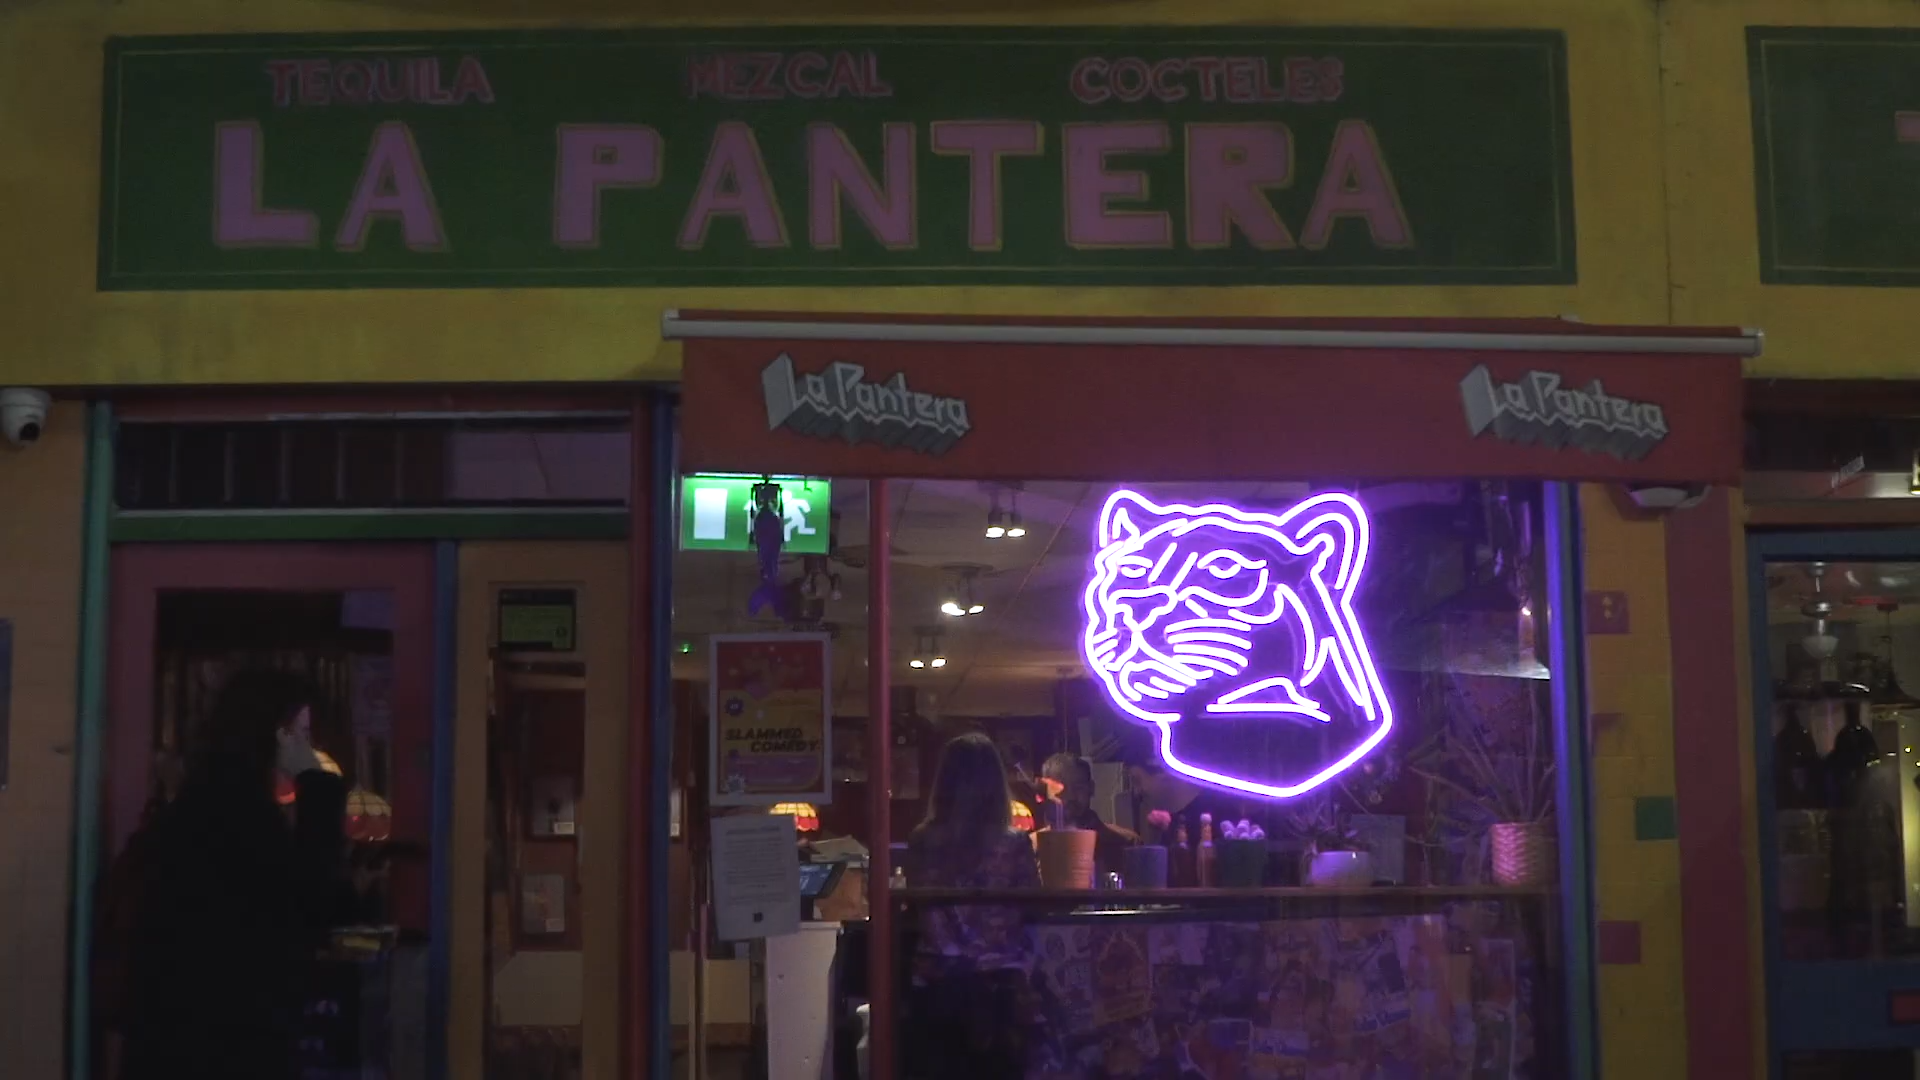 TEQUILA MEZCAL COCTELES
LA PANTERA
La Pantera
La Pantera
SLAMMED
COMEDY